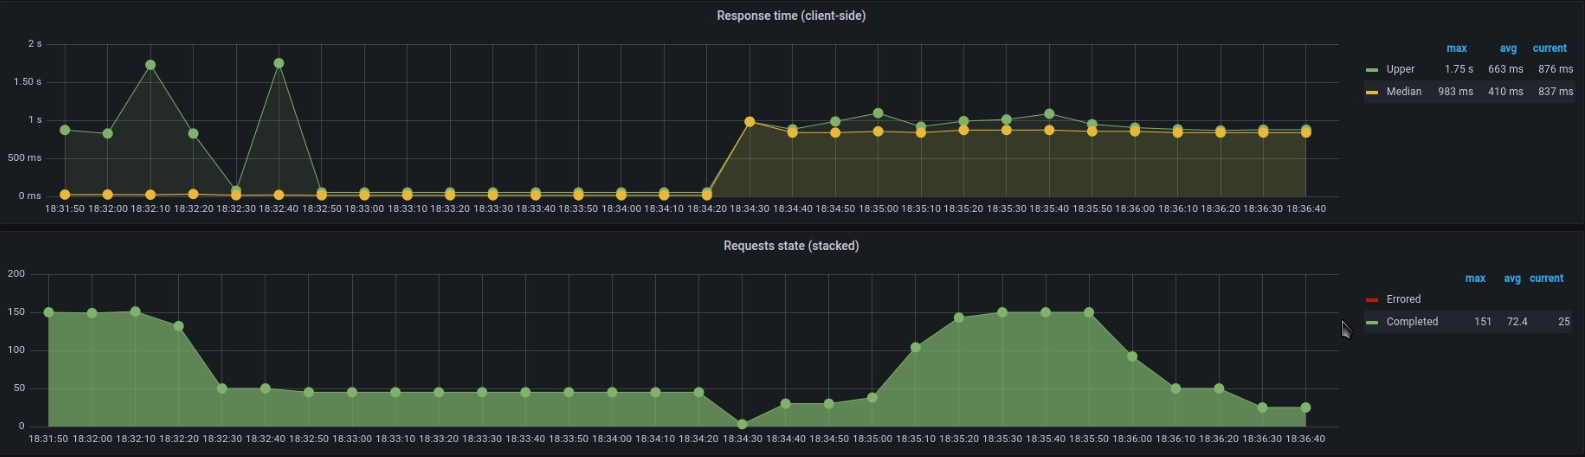 Response time (client-side)
2 s
1.50 s
1 s
500 ms
0 ms
18:31:50 18:32:00 18:32:10 18:32:20 18:32:30 18:32:40 18:32:50 18:33:00 18:33:10 18:33:20 18:33:30 18:33:40 18:33:50 18:34:00 18:34:10 18:34:20 18:34:30 18:34:40 18:34:50 18:35:00 18:35:10 18:35:20 18:35:30 18:35:40 18:35:50 18:36:00 18:36:10 18:36:20 18:36:30 18:36:40
max avg current
Upper 1.75 s 663 ms 876 ms
Median 983 ms 410 ms 837 ms
Requests state (stacked)
200
150
100
50
0
18:31:50 18:32:00 18:32:10 18:32:20 18:32:30 18:32:40 18:32:50 18:33:00 18:33:10 18:33:20 18:33:30 18:33:40 18:33:50 18:34:00 18:34:10 18:34:20 18:34:30 18:34:40 18:34:50 18:35:00 18:35:10 18:35:20 18:35:30 18:35:40 18:35:50 18:36:00 18:36:10 18:36:20 18:36:30 18:36:40
max avg current
Errored
Completed 151 72.4 25